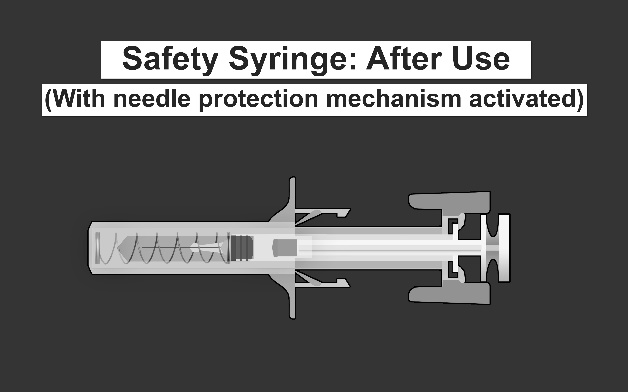 Safety Syringe: After Use
(With needle protection mechanism activated)